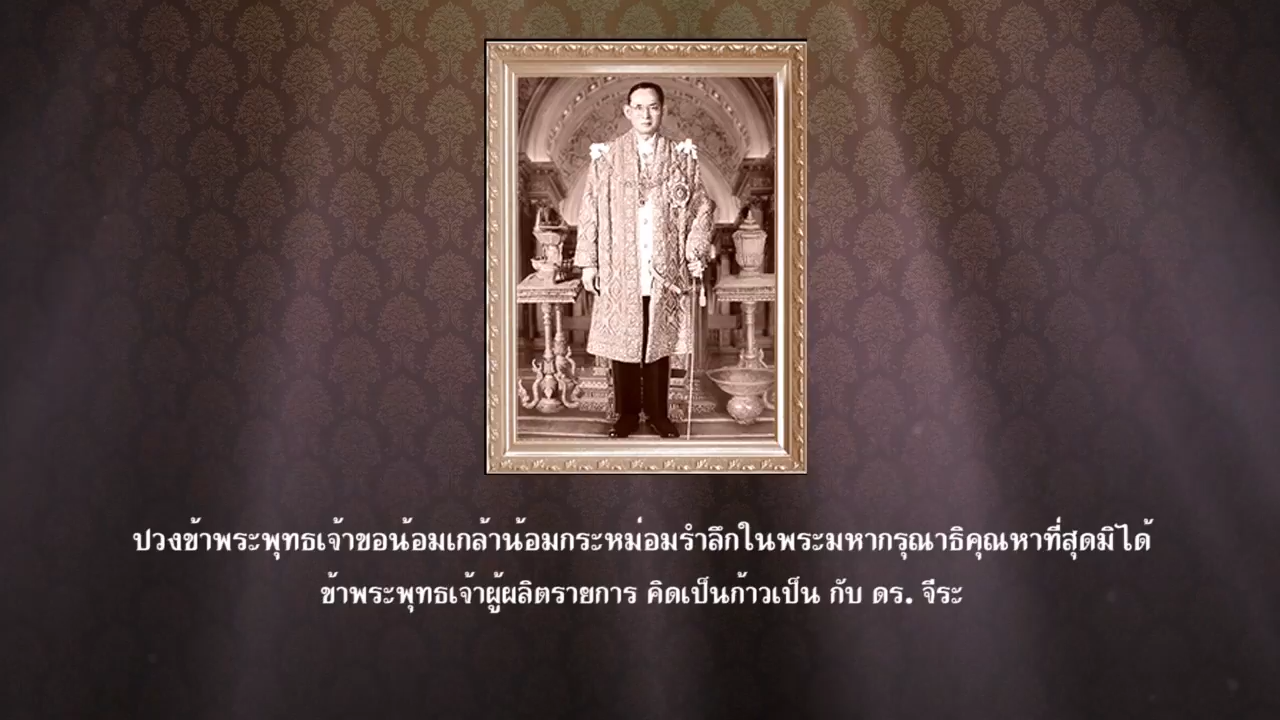 ปวงข้าพระพุทธเจ้าขอน้อมเกล้าน้อมกระหม่อมรำลึกในพระมหากรุณาธิคุณหาที่สุดมิได้
ข้าพระพุทธเจ้าผู้ผลิตรายการ คิดเป็นก้าวเป็น กับ ดร. จีระ